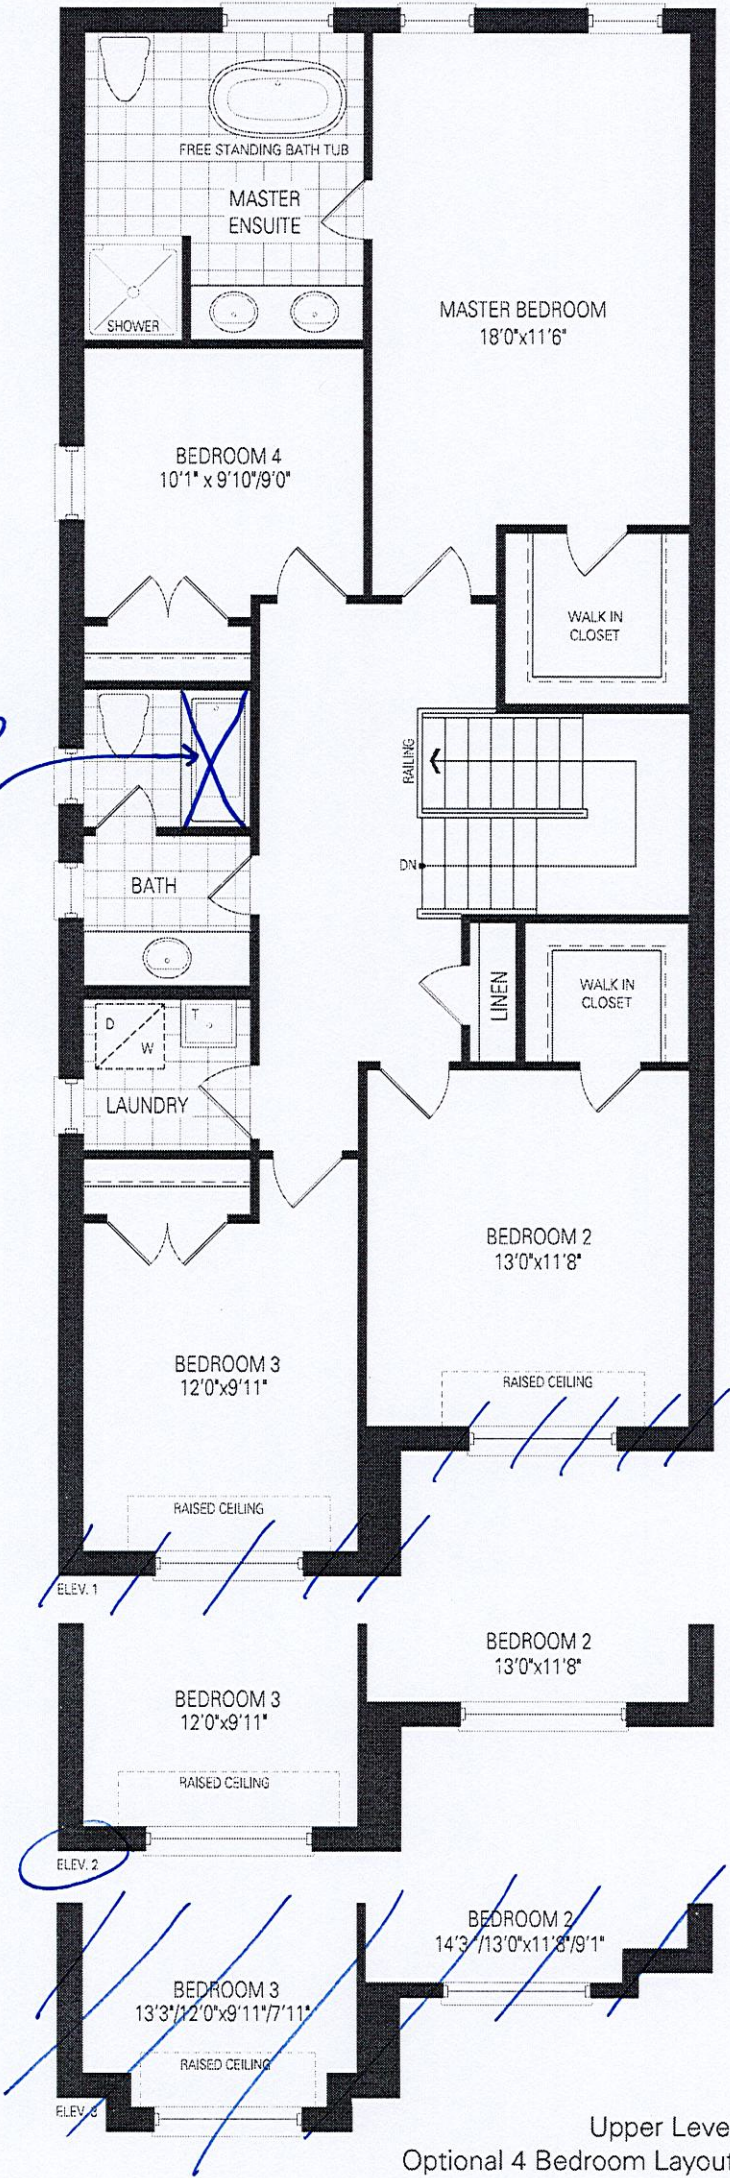 FREE STANDING BATH TUB
MASTER
ENSUITE
SHOWER
MASTER BEDROOM
18'0"x11'6"
BEDROOM 4
10'1" x 9'10"/9'0"
WALK IN
CLOSET
RAILING
DN
BATH
LINEN
WALK IN
CLOSET
D
W
T
LAUNDRY
BEDROOM 2
13'0"x11'8"
RAISED CEILING
BEDROOM 3
12'0"x9'11"
RAISED CEILING
ELEV. 1
BEDROOM 2
13'0"x11'8"
BEDROOM 3
12'0"x9'11"
RAISED CEILING
ELEV. 2
BEDROOM 2
14'3"/13'0"x11'8"/9'1"
BEDROOM 3
13'3"/12'0"x9'11"/7'11"
RAISED CEILING
ELEV. 3
Upper Leve
Optional 4 Bedroom Layout